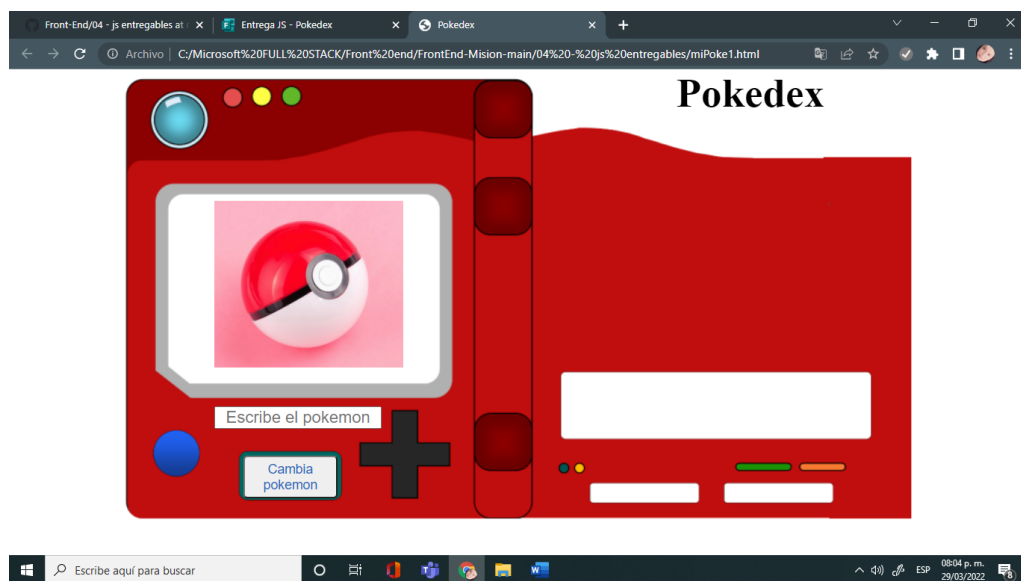 Front-End/04 - js entregables at
Entrega JS - Pokedex
Pokedex
Archivo
C:/Microsoft%20FULL%20STACK/Front%20end/FrontEnd-Mision-main/04%20-%20js%20entregables/miPoke1.html
Pokedex
Escribe el pokemon
Cambia
pokemon
Escribe aquí para buscar
ESP
08:04 p. m.
29/03/2022
8